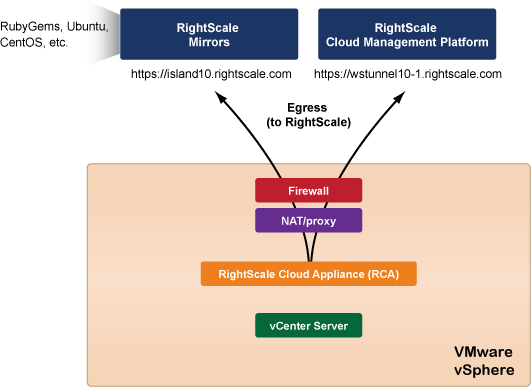 RubyGems, Ubuntu,
CentOS, etc.
RightScale
Mirrors
RightScale
Cloud Management Platform
https://island10.rightscale.com
https://wstunnel10-1.rightscale.com
Egress
(to RightScale)
Firewall
NAT/proxy
RightScale Cloud Appliance (RCA)
vCenter Server
VMware
vSphere